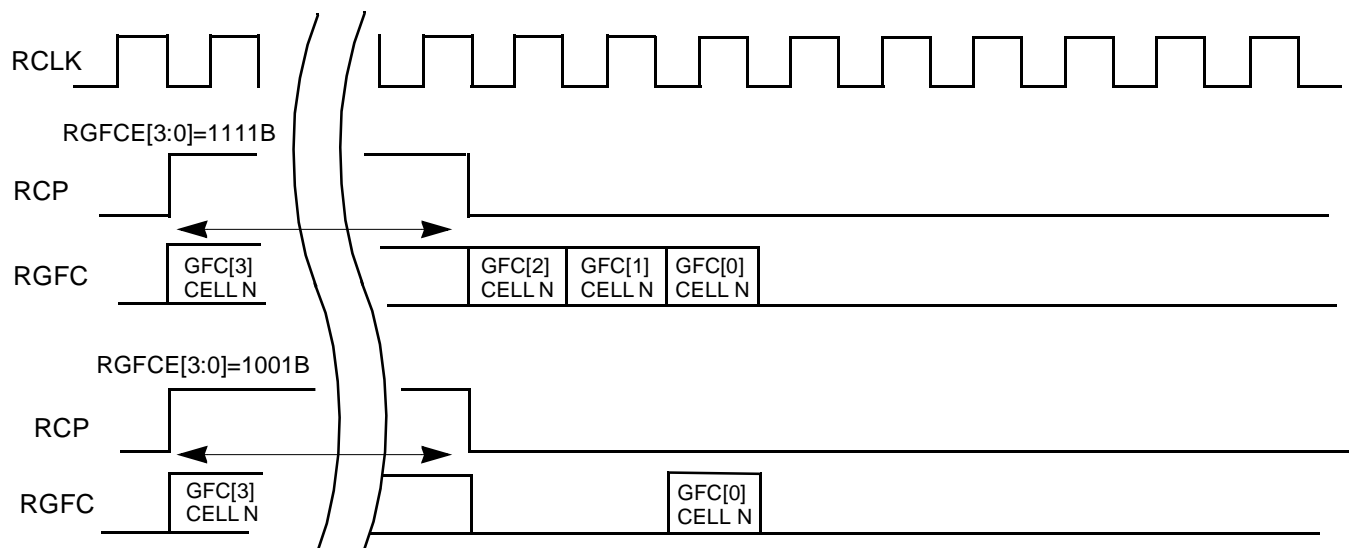 RCLK
RGFCE[3:0]=1111B
RCP
RGFC
GFC[3]
CELL N
GFC[2]
CELL N
GFC[1]
CELL N
GFC[0]
CELL N
RGFCE[3:0]=1001B
RCP
RGFC
GFC[3]
CELL N
GFC[0]
CELL N